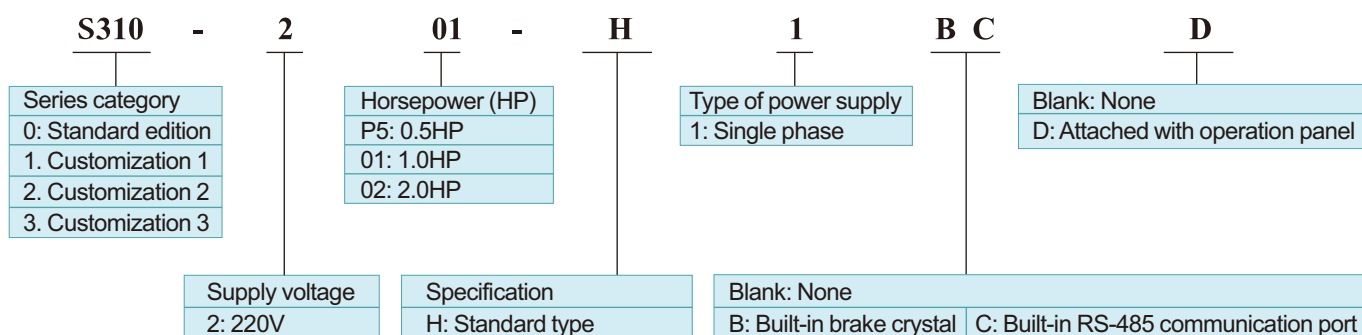 S310 - 2 01 - H 1 B C D
Series category
0: Standard edition
1. Customization 1
2. Customization 2
3. Customization 3
Horsepower (HP)
P5: 0.5HP
01: 1.0HP
02: 2.0HP
Type of power supply
1: Single phase
Blank: None
D: Attached with operation panel
Supply voltage
2: 220V
Specification
H: Standard type
Blank: None
B: Built-in brake crystal C: Built-in RS-485 communication port